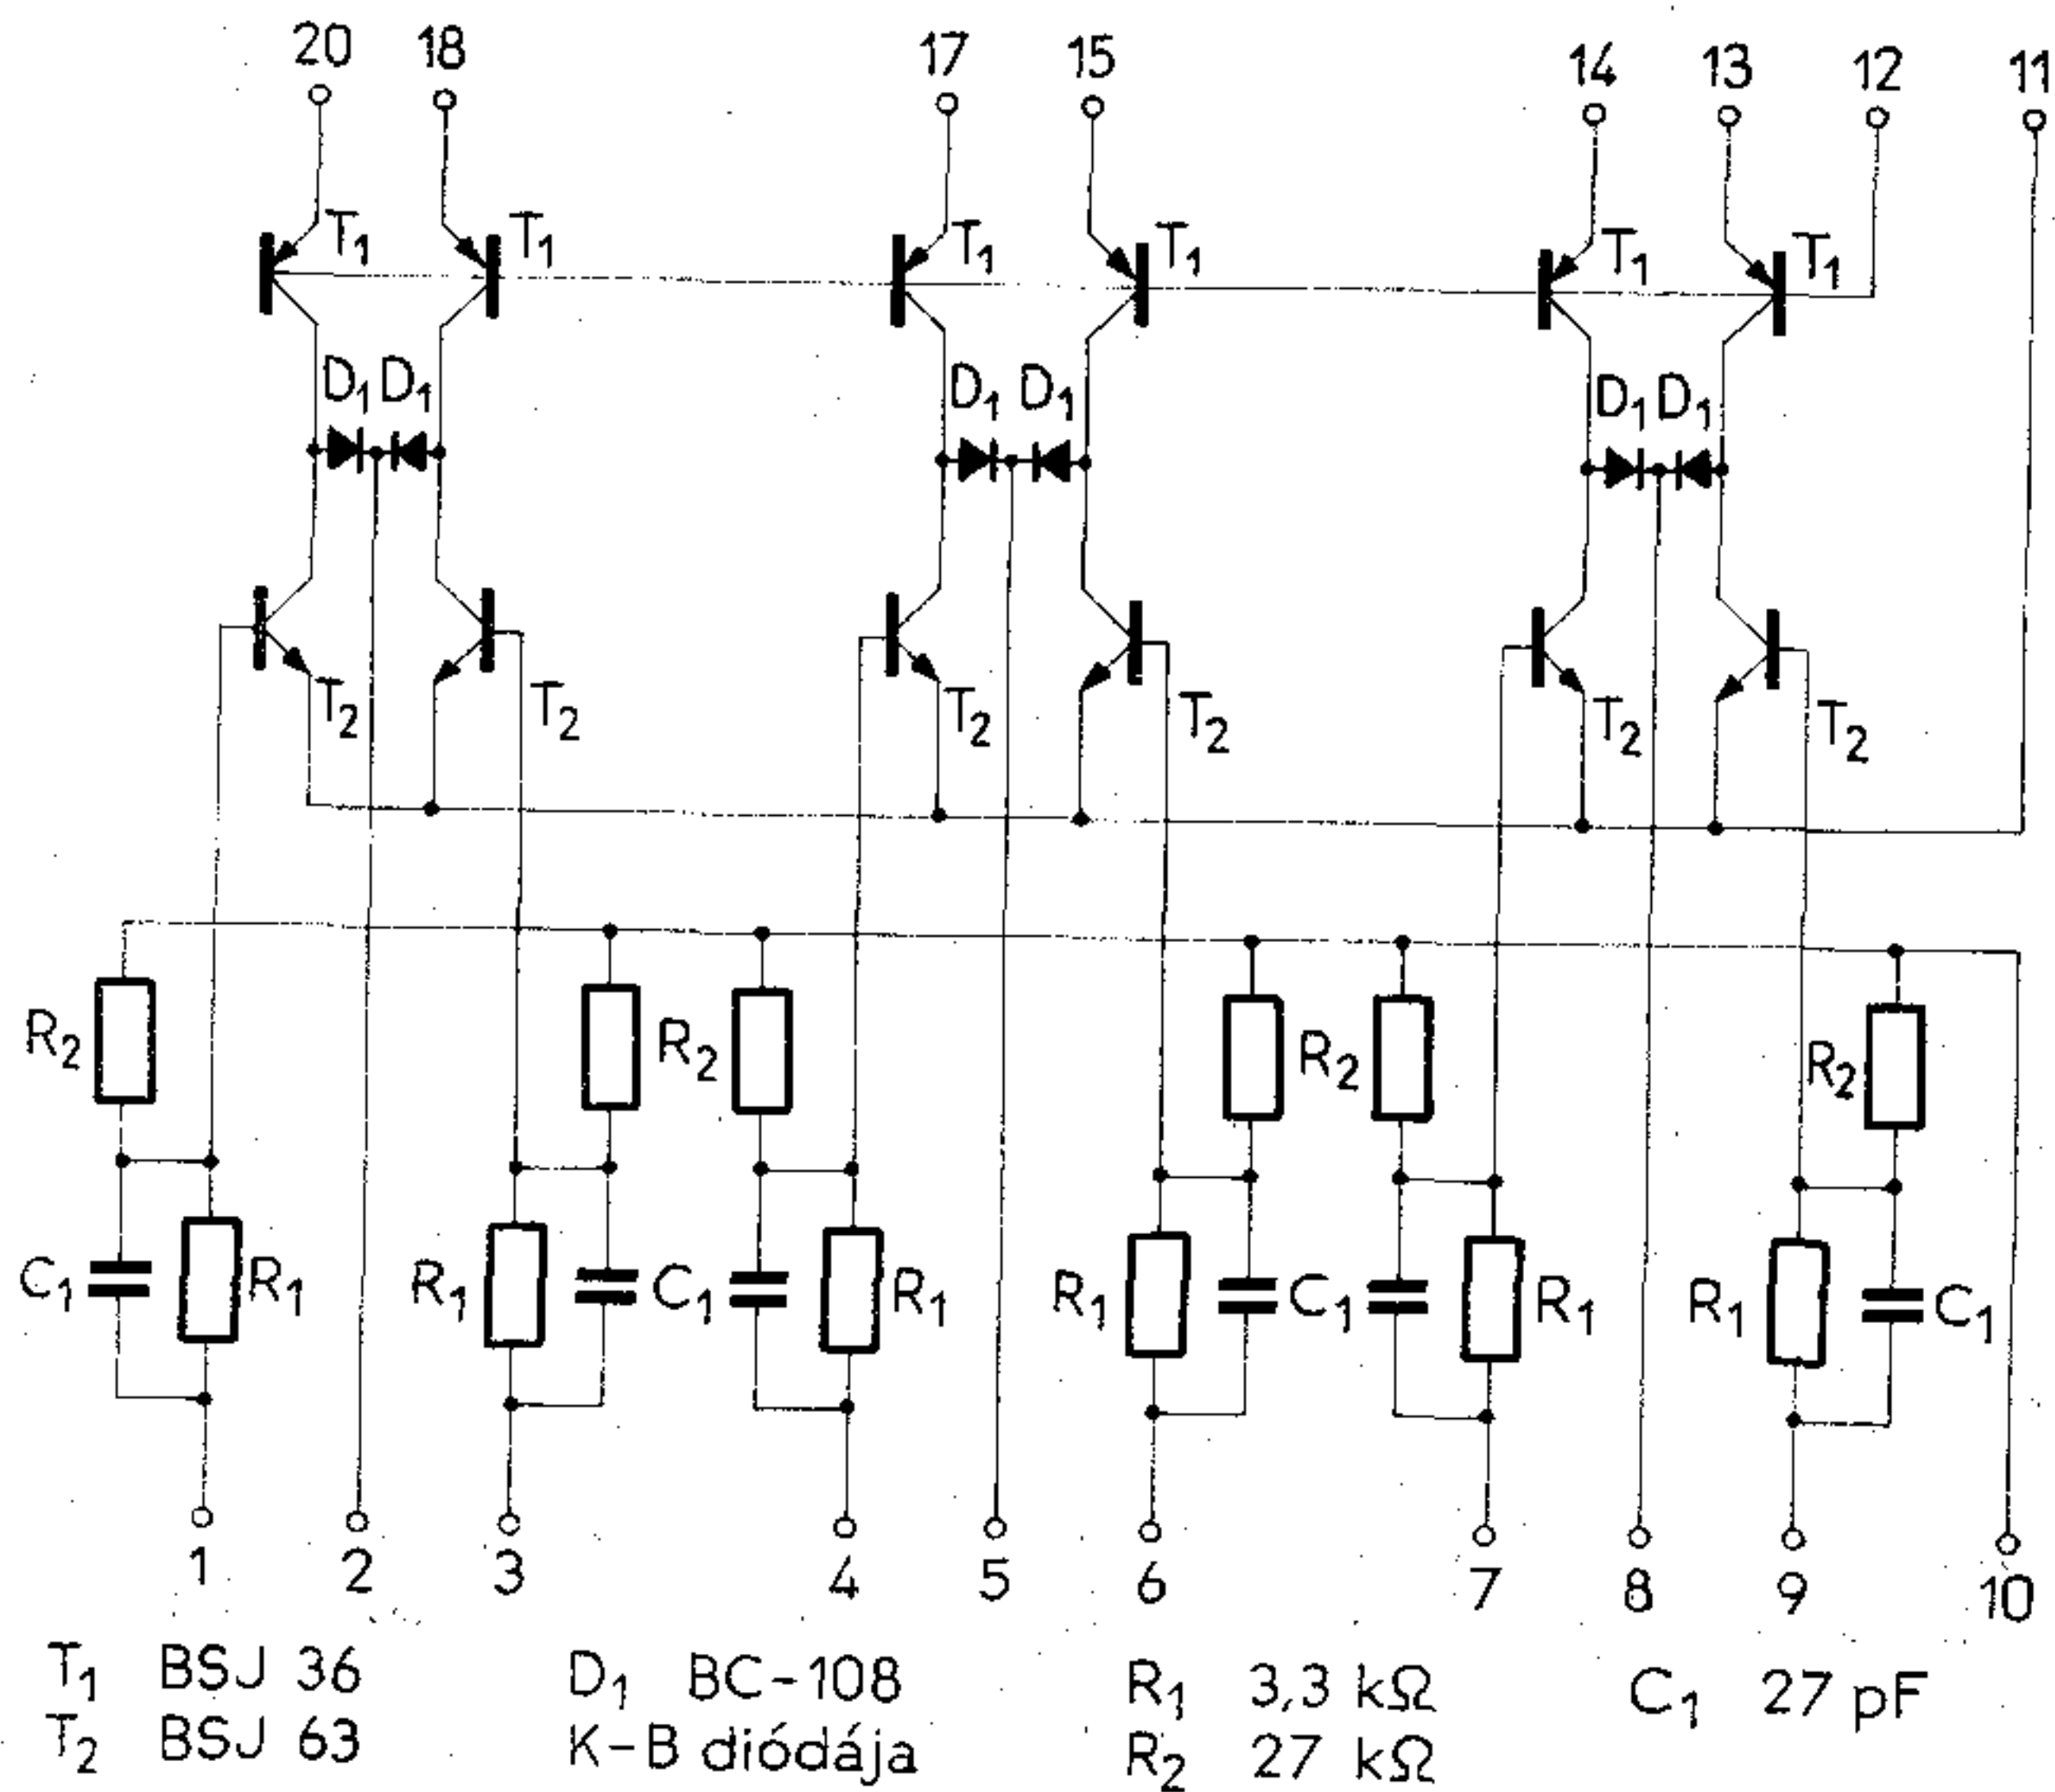 20 18 17 15 14 13 12 11
T1 T1 T1 T1 T1 T1
D1 D1 D1 D1 D1 D1
T2 T2 T2 T2 T2 T2
R2 R2 R2 R2
C1 R1 R1 C1 R1 R1 C1 R1 R1 C1
1 2 3 4 5 6 7 8 9 10
T1 BSJ 36 D1 BC-108 R1 3,3 kΩ C1 27 pF
T2 BSJ 63 K-B diódája R2 27 kΩ